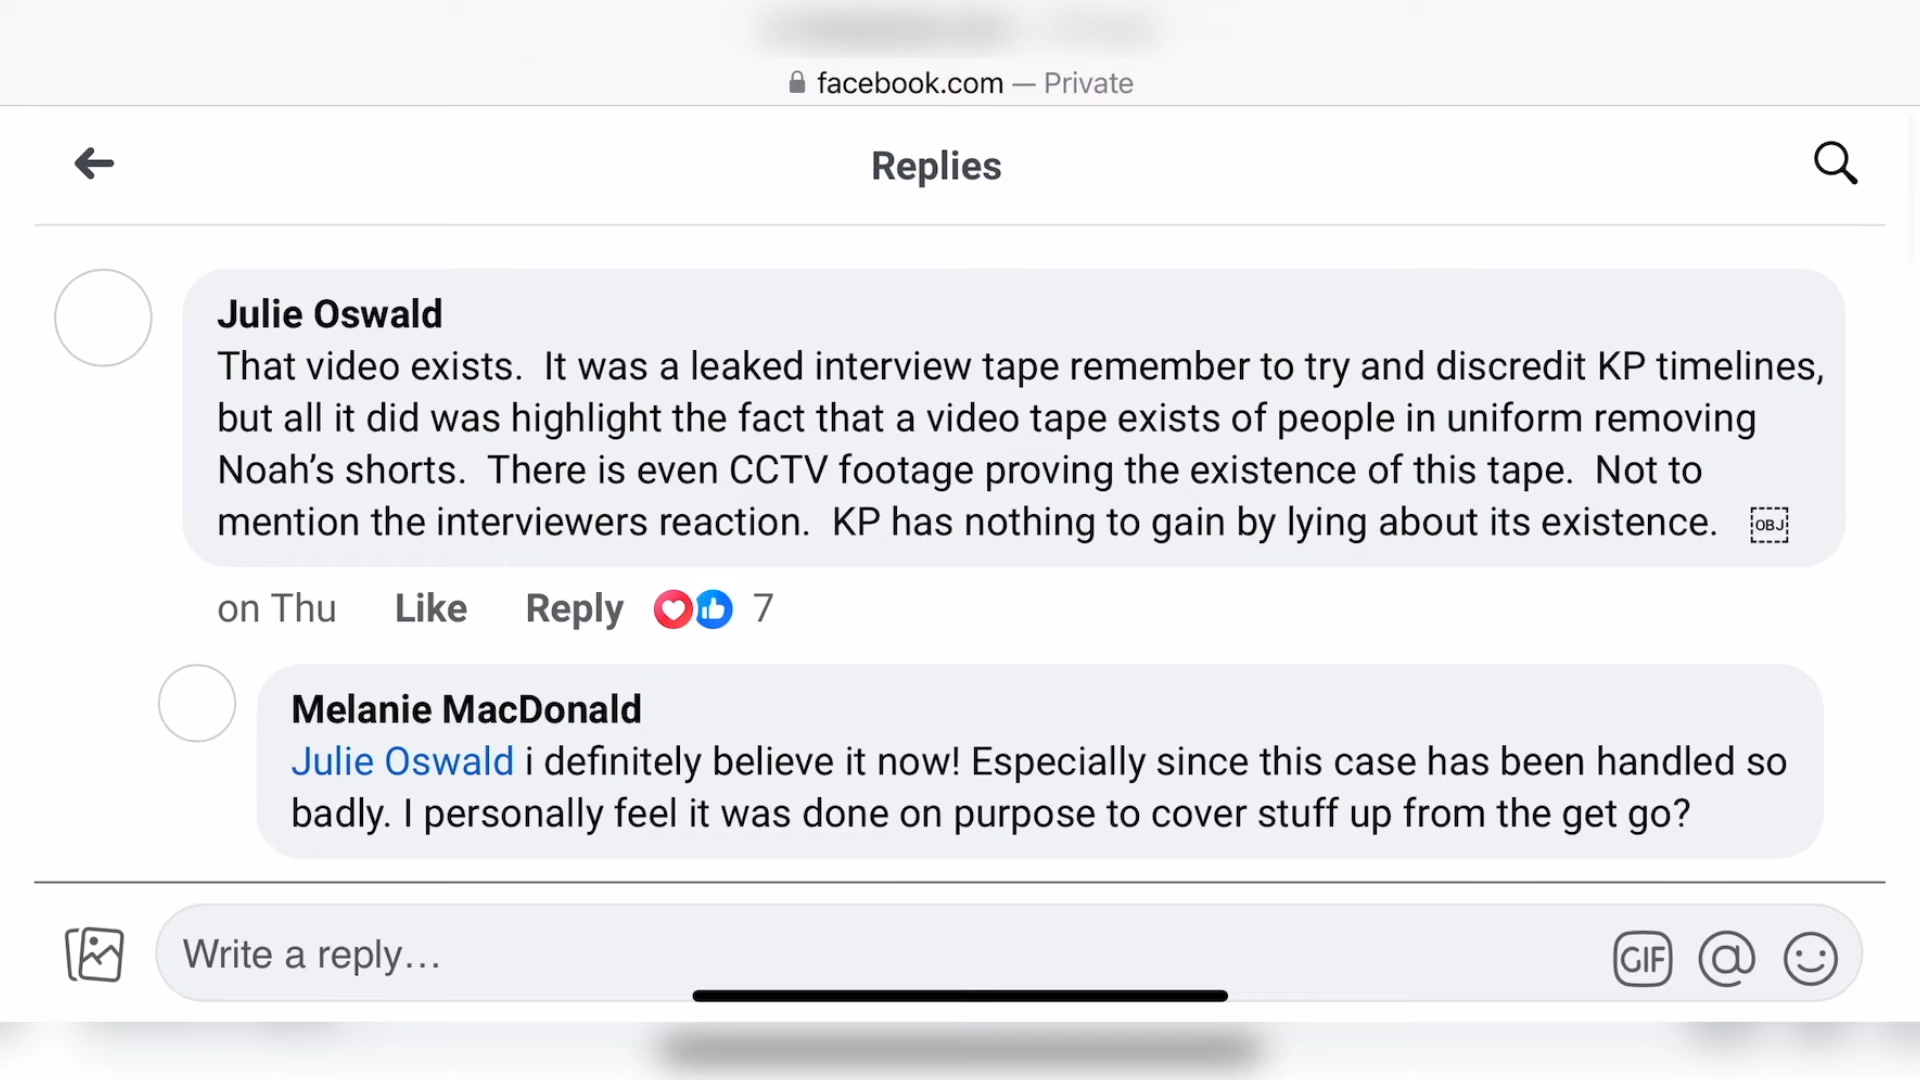 facebook.com — Private
Replies
Julie Oswald
That video exists.  It was a leaked interview tape remember to try and discredit KP timelines,
but all it did was highlight the fact that a video tape exists of people in uniform removing
Noah’s shorts.  There is even CCTV footage proving the existence of this tape.  Not to
mention the interviewers reaction.  KP has nothing to gain by lying about its existence.  OBJ
on Thu Like Reply 7
Melanie MacDonald
Julie Oswald i definitely believe it now! Especially since this case has been handled so
badly. I personally feel it was done on purpose to cover stuff up from the get go?
Write a reply… GIF @